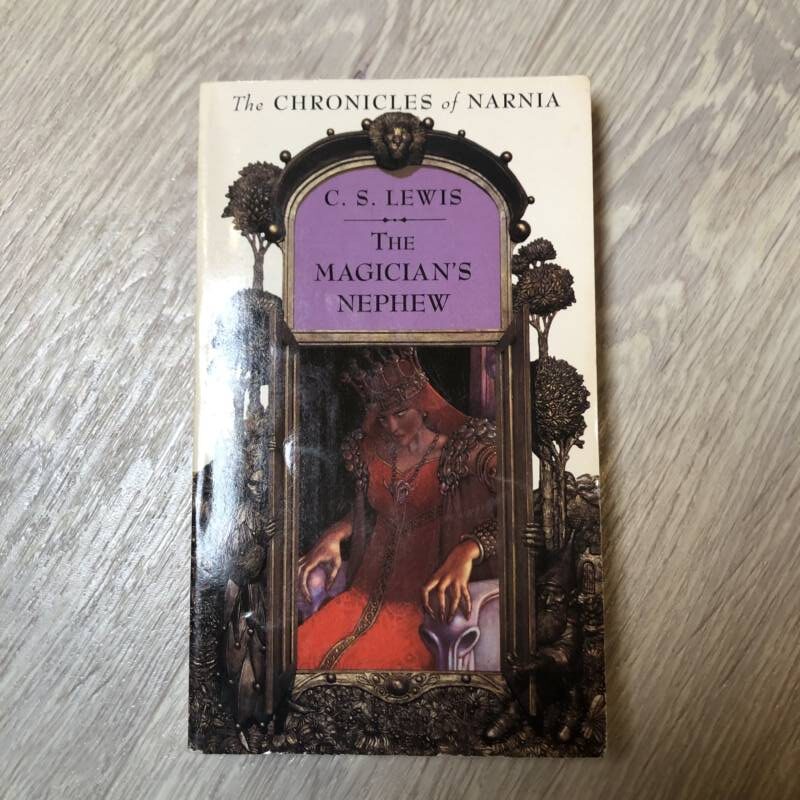 The CHRONICLES of NARNIA
C. S. LEWIS
THE
MAGICIAN'S
NEPHEW